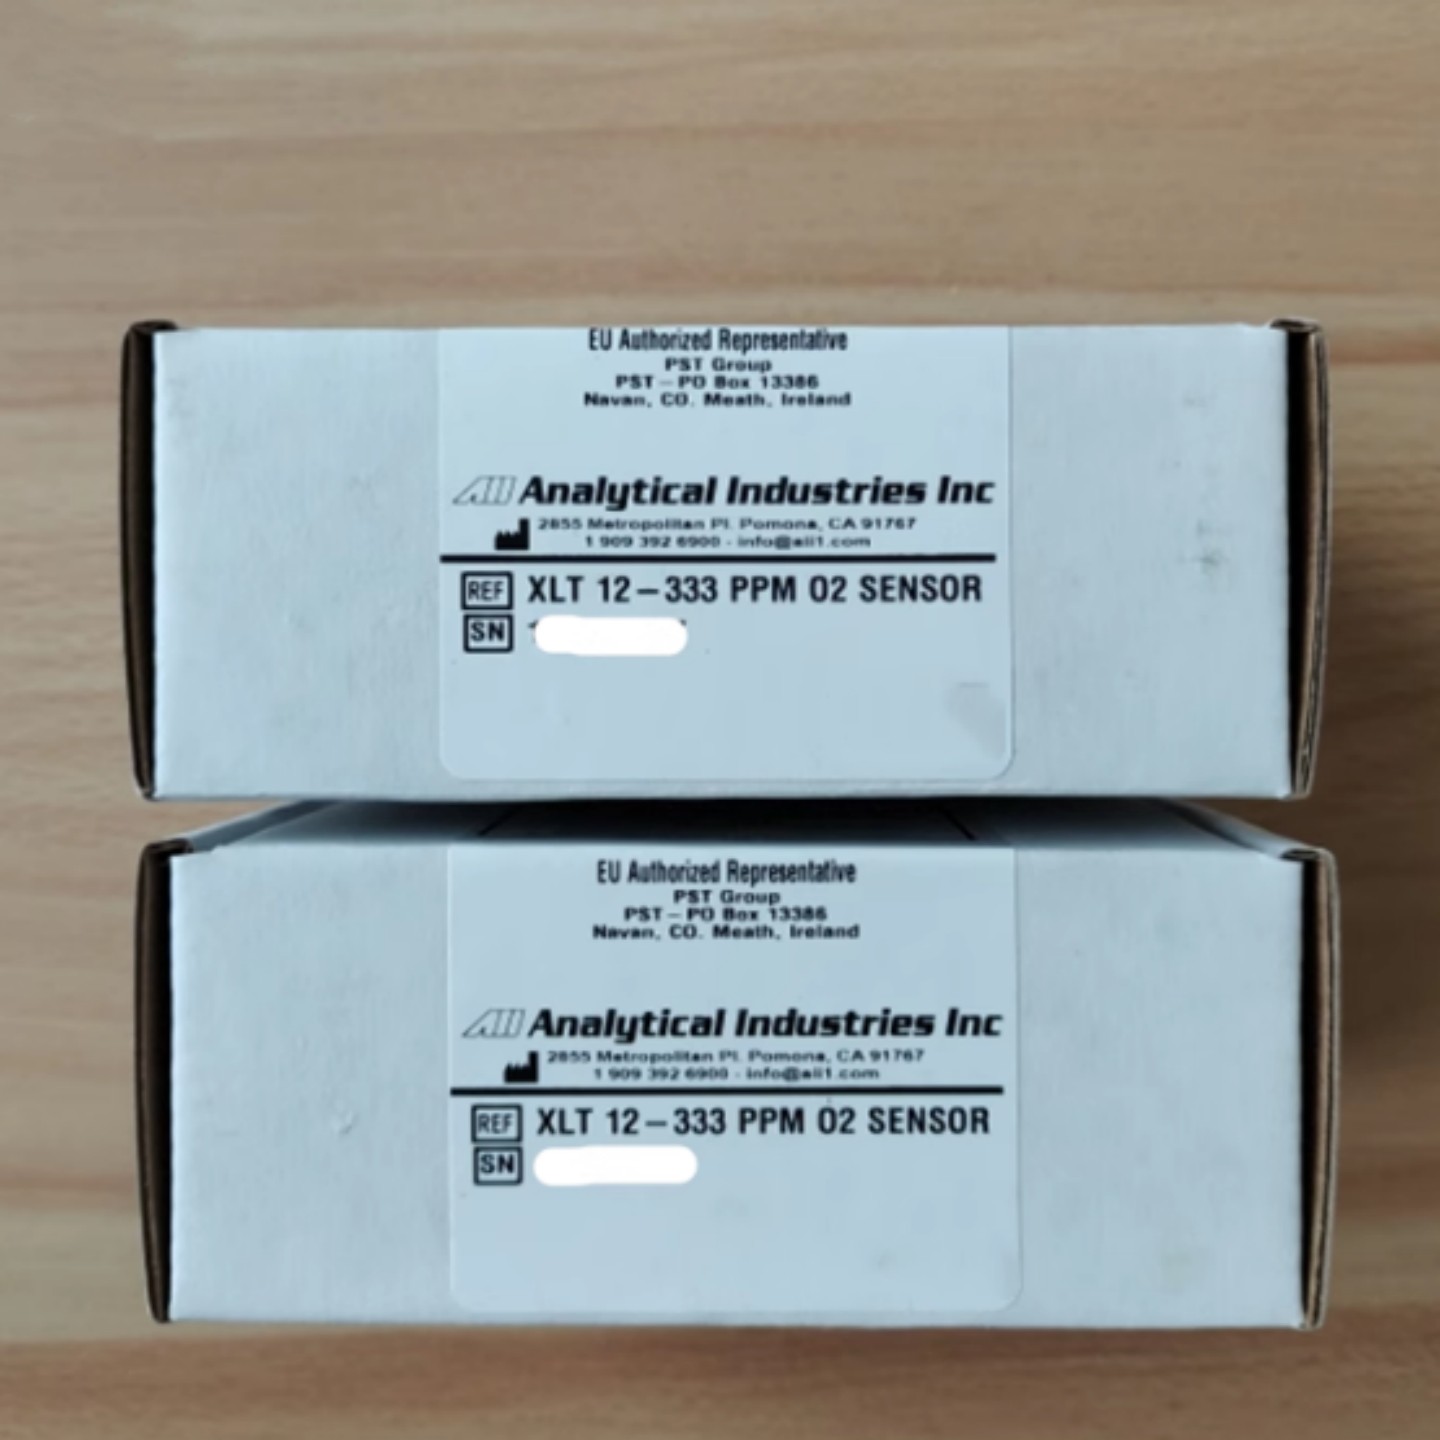 EU Authorized Representative
PST Group
PST – PO Box 13386
Navan, CO. Meath, Ireland
AII Analytical Industries Inc
2855 Metropolitan Pl. Pomona, CA 91767
1 909 392 6900 - info@aii1.com
REF XLT 12–333 PPM O2 SENSOR
SN
EU Authorized Representative
PST Group
PST – PO Box 13386
Navan, CO. Meath, Ireland
AII Analytical Industries Inc
2855 Metropolitan Pl. Pomona, CA 91767
1 909 392 6900 - info@aii1.com
REF XLT 12–333 PPM O2 SENSOR
SN